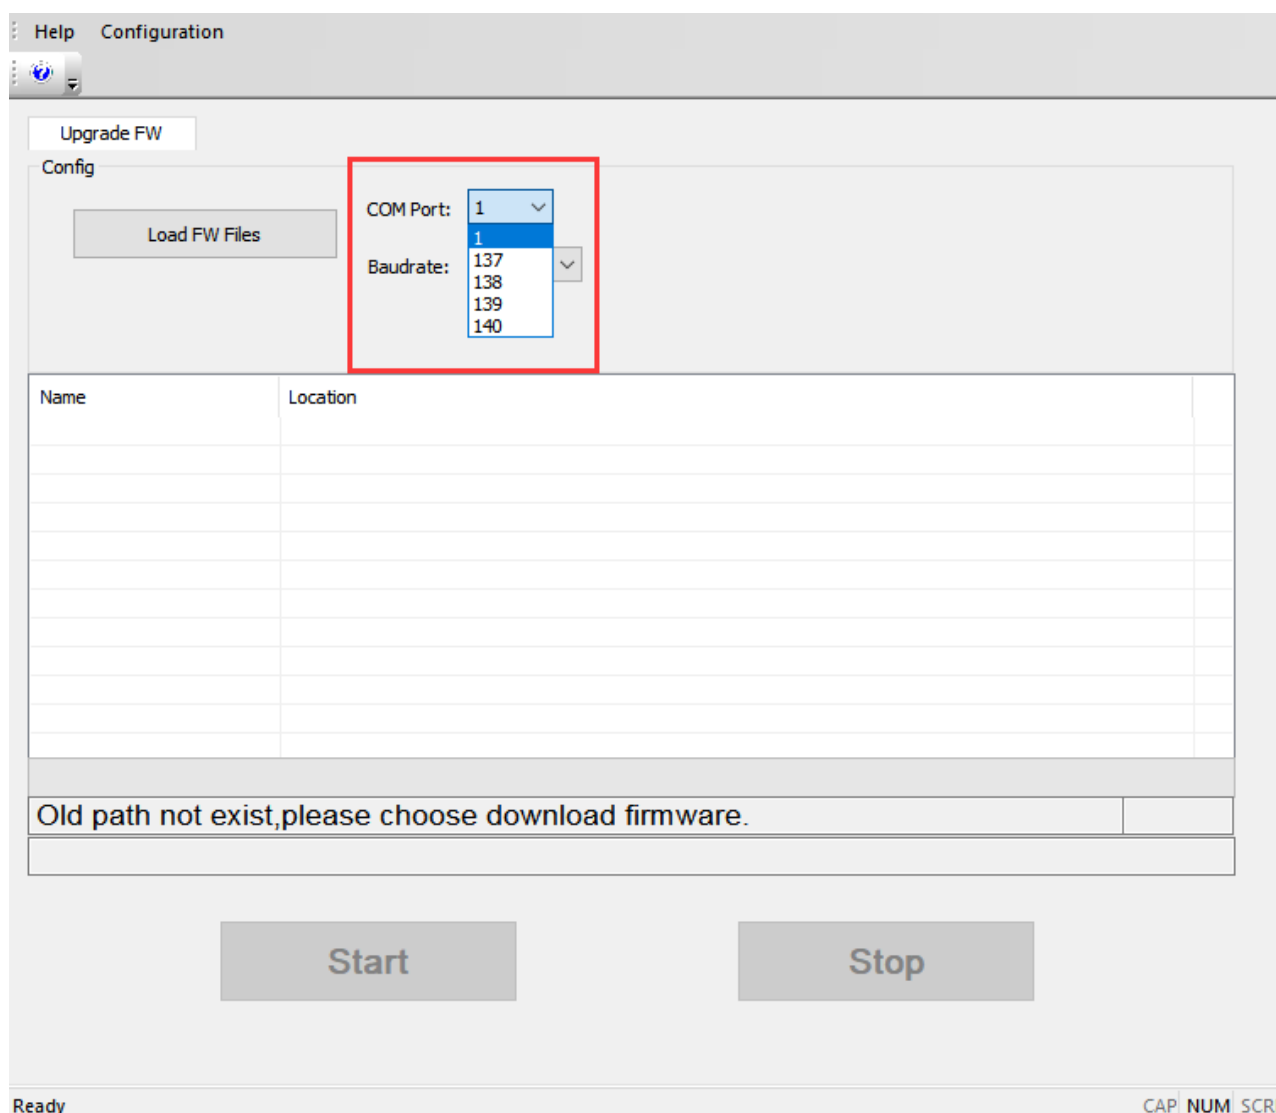 Help Configuration
Upgrade FW
Config
Load FW Files
COM Port: 1
1
137
Baudrate:
138
139
140
Name Location
Old path not exist,please choose download firmware.
Start Stop
Ready CAP NUM SCR